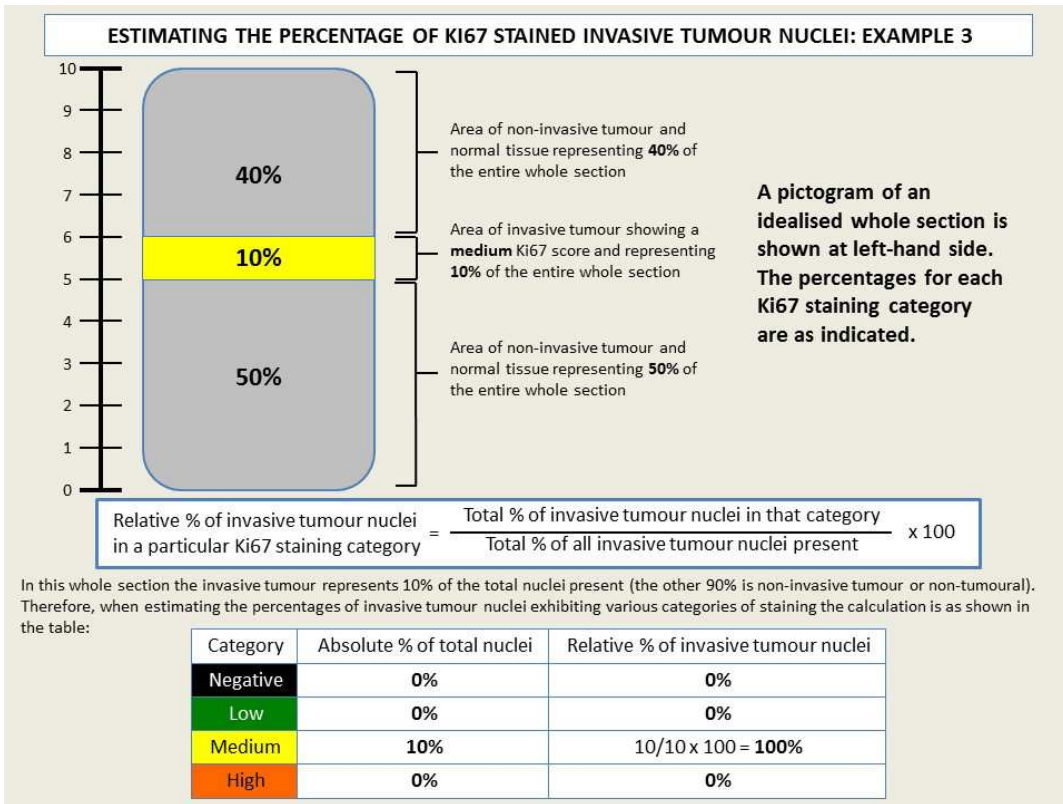 ESTIMATING THE PERCENTAGE OF KI67 STAINED INVASIVE TUMOUR NUCLEI: EXAMPLE 3
10
9
8
7
6
5
4
3
2
1
0
40%
10%
50%
Area of non-invasive tumour and
normal tissue representing 40% of
the entire whole section
Area of invasive tumour showing a
medium Ki67 score and representing
10% of the entire whole section
Area of non-invasive tumour and
normal tissue representing 50% of
the entire whole section
A pictogram of an
idealised whole section is
shown at left-hand side.
The percentages for each
Ki67 staining category
are as indicated.
Relative % of invasive tumour nuclei
in a particular Ki67 staining category
=
Total % of invasive tumour nuclei in that category
Total % of all invasive tumour nuclei present
x 100
In this whole section the invasive tumour represents 10% of the total nuclei present (the other 90% is non-invasive tumour or non-tumoural).
Therefore, when estimating the percentages of invasive tumour nuclei exhibiting various categories of staining the calculation is as shown in
the table:
Category Absolute % of total nuclei Relative % of invasive tumour nuclei
Negative 0% 0%
Low 0% 0%
Medium 10% 10/10 x 100 = 100%
High 0% 0%